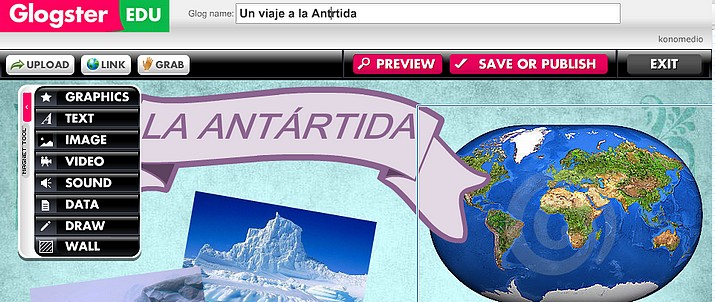 Glogster EDU
Glog name: Un viaje a la Antrtida
konomedio
UPLOAD LINK GRAB PREVIEW SAVE OR PUBLISH EXIT
MAGNET TOOL
GRAPHICS
TEXT
IMAGE
VIDEO
SOUND
DATA
DRAW
WALL
LA ANTÁRTIDA